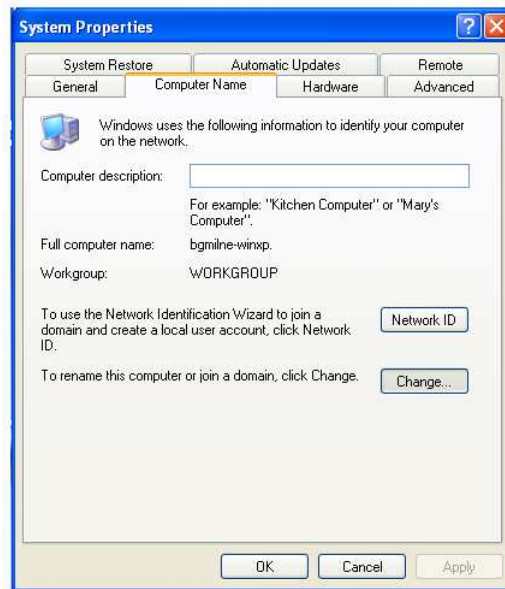 System Properties
System Restore Automatic Updates Remote
General Computer Name Hardware Advanced
Windows uses the following information to identify your computer
on the network.
Computer description:
For example: "Kitchen Computer" or "Mary's
Computer".
Full computer name: bgmilne-winxp.
Workgroup: WORKGROUP
To use the Network Identification Wizard to join a
domain and create a local user account, click Network
ID.
Network ID
To rename this computer or join a domain, click Change.
Change...
OK Cancel Apply